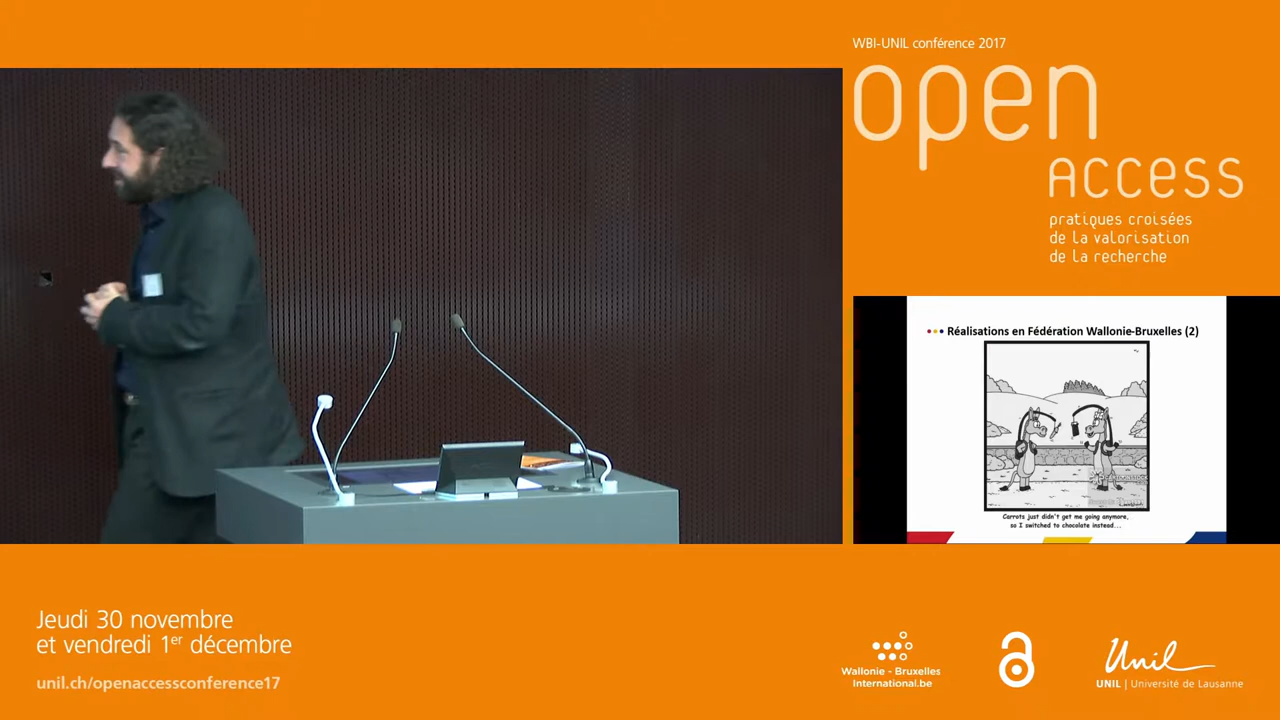 WBI-UNIL conférence 2017
open
access
pratiques croisées
de la valorisation
de la recherche
Réalisations en Fédération Wallonie-Bruxelles (2)
Carrots just didn't get me going anymore,
so I switched to chocolate instead...
Jeudi 30 novembre
et vendredi 1er décembre
unil.ch/openaccessconference17
Wallonie - Bruxelles
International.be
Unil
UNIL | Université de Lausanne